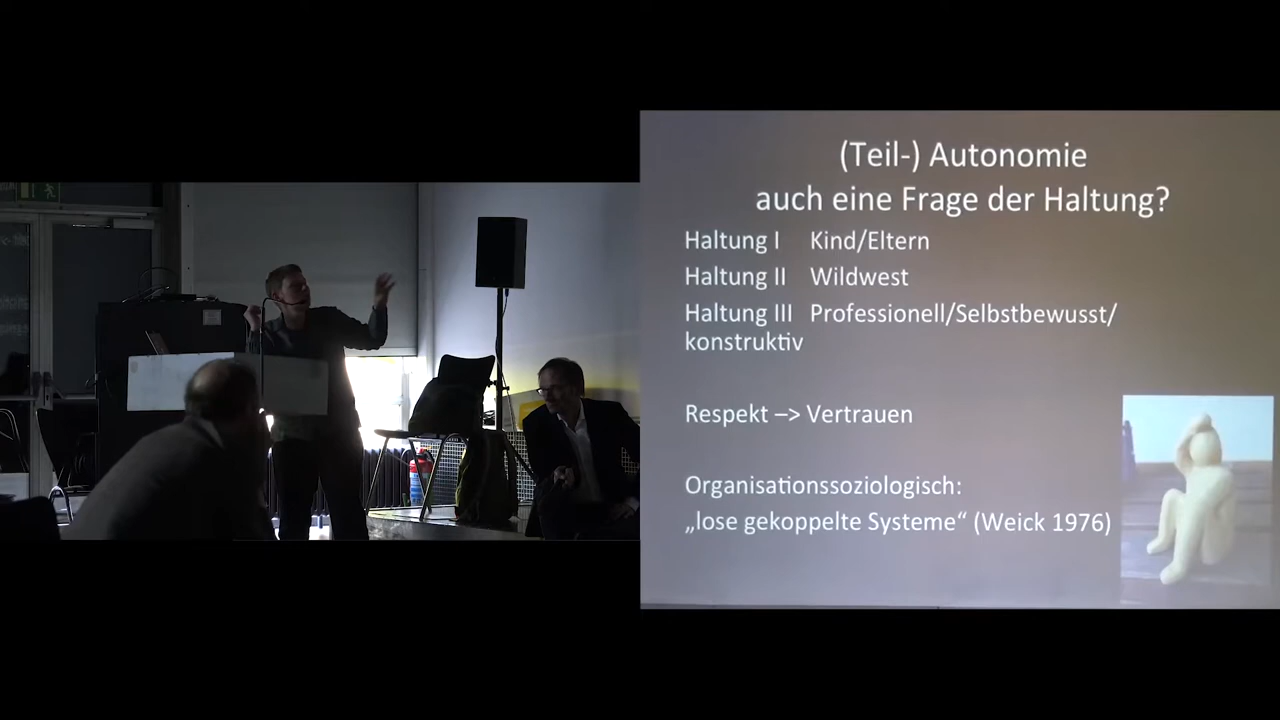 (Teil-) Autonomie
auch eine Frage der Haltung?
Haltung I Kind/Eltern
Haltung II Wildwest
Haltung III Professionell/Selbstbewusst/
konstruktiv
Respekt –> Vertrauen
Organisationssoziologisch:
„lose gekoppelte Systeme“ (Weick 1976)